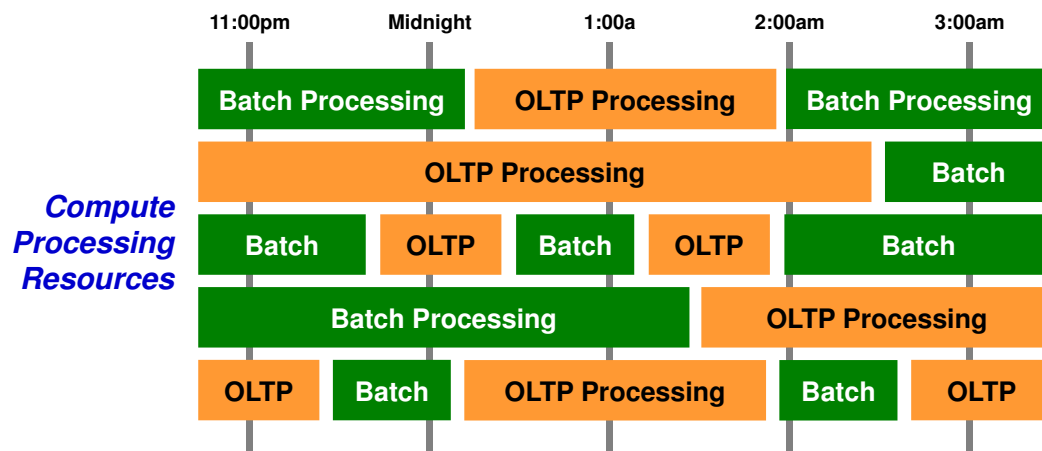 11:00pm Midnight 1:00a 2:00am 3:00am
Batch Processing OLTP Processing Batch Processing
OLTP Processing Batch
Compute
Processing
Resources
Batch OLTP Batch OLTP Batch
Batch Processing OLTP Processing
OLTP Batch OLTP Processing Batch OLTP